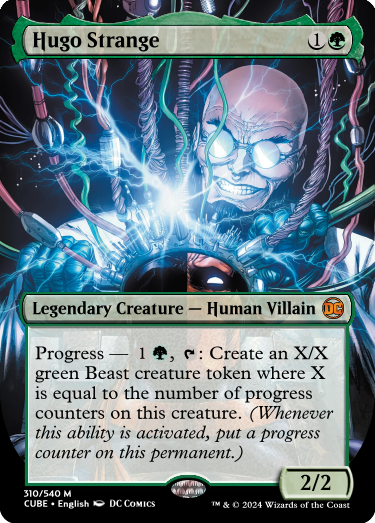 Hugo Strange 1
Legendary Creature — Human Villain DC
Progress — 1 , : Create an X/X
green Beast creature token where X
is equal to the number of progress
counters on this creature. (Whenever
this ability is activated, put a progress
counter on this permanent.)
2/2
310/540 M
CUBE • English DC Comics
™ & © 2024 Wizards of the Coast